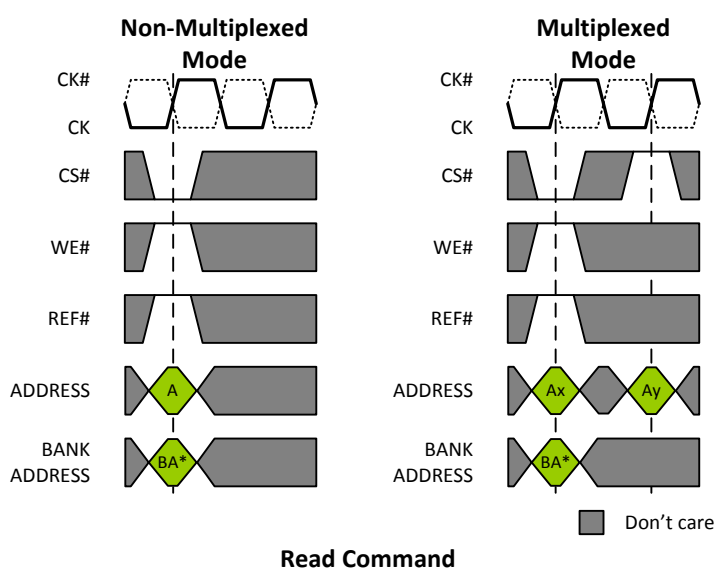 Non-Multiplexed
Mode
CK#
CK
CS#
WE#
REF#
ADDRESS
A
BANK
ADDRESS
BA*
Multiplexed
Mode
CK#
CK
CS#
WE#
REF#
ADDRESS
Ax
Ay
BANK
ADDRESS
BA*
Don't care
Read Command